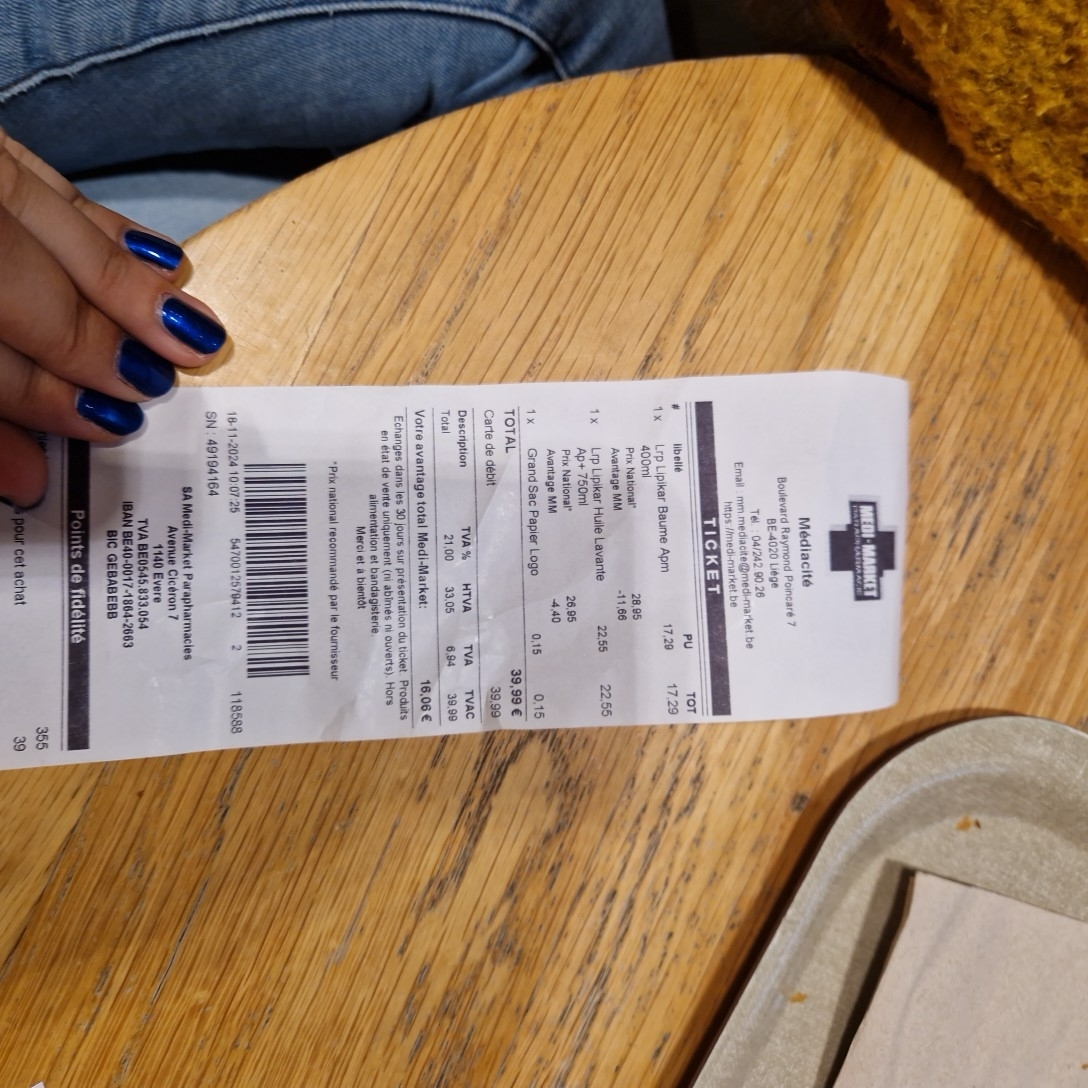 MEDI-MARKET
Médiacité
Boulevard Raymond Poincaré 7
BE-4020 Liège
Tél. : 04/242 90 26
Email : mm.mediacite@medi-market.be
https://medi-market.be
TICKET
# libellé PU TOT
1 x Lrp Lipikar Baume Apm 17,29 17,29
400ml
Prix National* 28,95
Avantage MM -11,66
1 x Lrp Lipikar Huile Lavante 22,55 22,55
Ap+ 750ml
Prix National* 26,95
Avantage MM -4,40
1 x Grand Sac Papier Logo 0,15 0,15
TOTAL 39,99 €
Carte de débit 39,99
Description TVA % HTVA TVA TVAC
Total 21,00 33,05 6,94 39,99
Votre avantage total Medi-Market: 16,06 €
Echanges dans les 30 jours sur présentation du ticket. Produits
en état de vente uniquement (ni abîmés ni ouverts). Hors
alimentation et bandagisterie.
Merci et à bientôt
*Prix national recommandé par le fournisseur
18-11-2024 10:07:25 5470012579412 2 118588
SN : 49194164
SA Medi-Market Parapharmacies
Avenue Cicéron 7
1140 Evere
TVA BE0545.833.054
IBAN BE40-0017-1864-2663
BIC GEBABEBB
Points de fidélité
355
pour cet achat 39